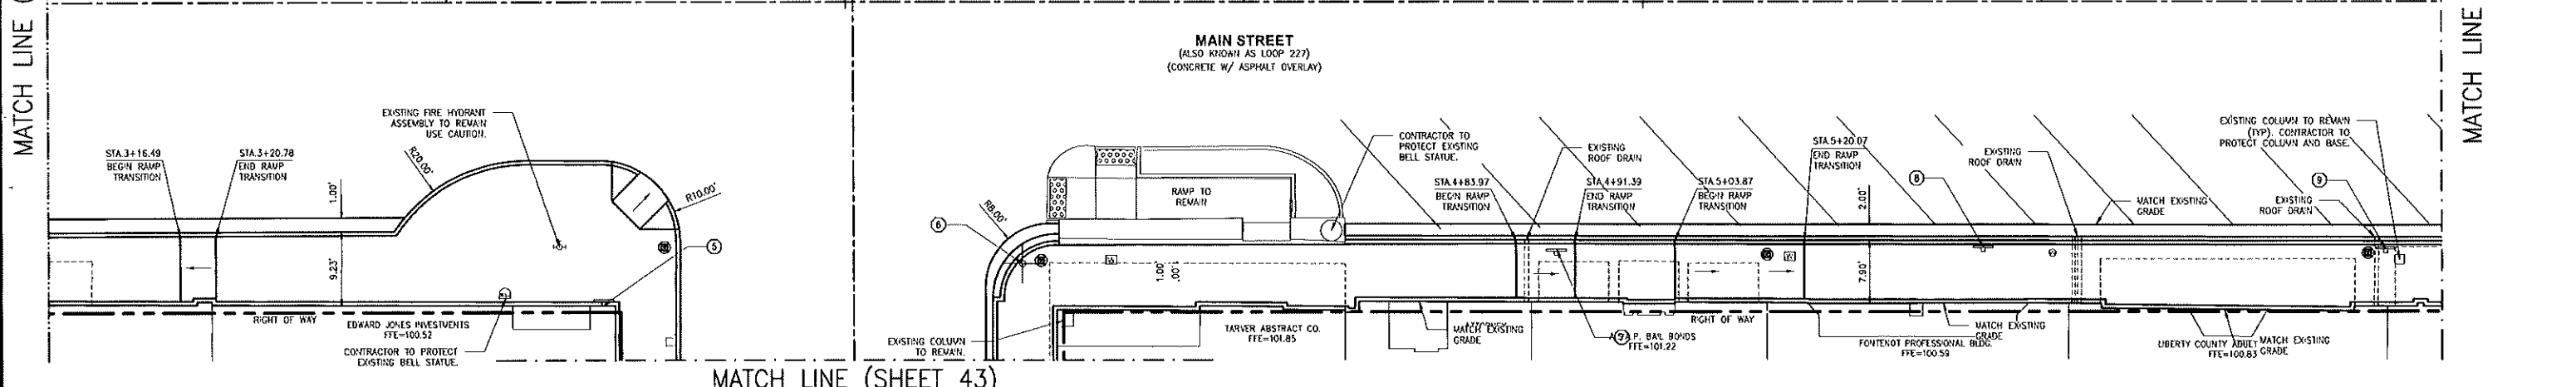 MATCH LINE (
MAIN STREET
(ALSO KNOWN AS LOOP 227)
(CONCRETE W/ ASPHALT OVERLAY)
MATCH LINE
STA.3+16.49
BEGIN RAMP
TRANSITION
STA.3+20.78
END RAMP
TRANSITION
EXISTING FIRE HYDRANT
ASSEMBLY TO REMAIN
USE CAUTION.
R20.00'
R10.00'
1.00'
9.23'
5
RIGHT OF WAY
EDWARD JONES INVESTMENTS
FFE=100.52
CONTRACTOR TO PROTECT
EXISTING BELL STATUE.
6
R8.00'
RAMP TO
REMAIN
CONTRACTOR TO
PROTECT EXISTING
BELL STATUE.
1.00'
.00'
EXISTING COLUMN
TO REMAIN.
TARVER ABSTRACT CO.
FFE=101.85
STA.4+83.97
BEGIN RAMP
TRANSITION
EXISTING
ROOF DRAIN
STA.4+91.39
END RAMP
TRANSITION
STA.5+03.87
BEGIN RAMP
TRANSITION
STA.5+20.07
END RAMP
TRANSITION
2.00'
7.90'
8
EXISTING
ROOF DRAIN
MATCH EXISTING
GRADE
EXISTING COLUMN TO REMAIN
(TYP). CONTRACTOR TO
PROTECT COLUMN AND BASE.
9
EXISTING
ROOF DRAIN
MATCH EXISTING
GRADE
BAIL BONDS
FFE=101.22
RIGHT OF WAY
FONTENOT PROFESSIONAL BLDG.
FFE=100.59
MATCH EXISTING
GRADE
LIBERTY COUNTY ADULT
FFE=100.83
MATCH EXISTING
GRADE
MATCH LINE (SHEET 43)